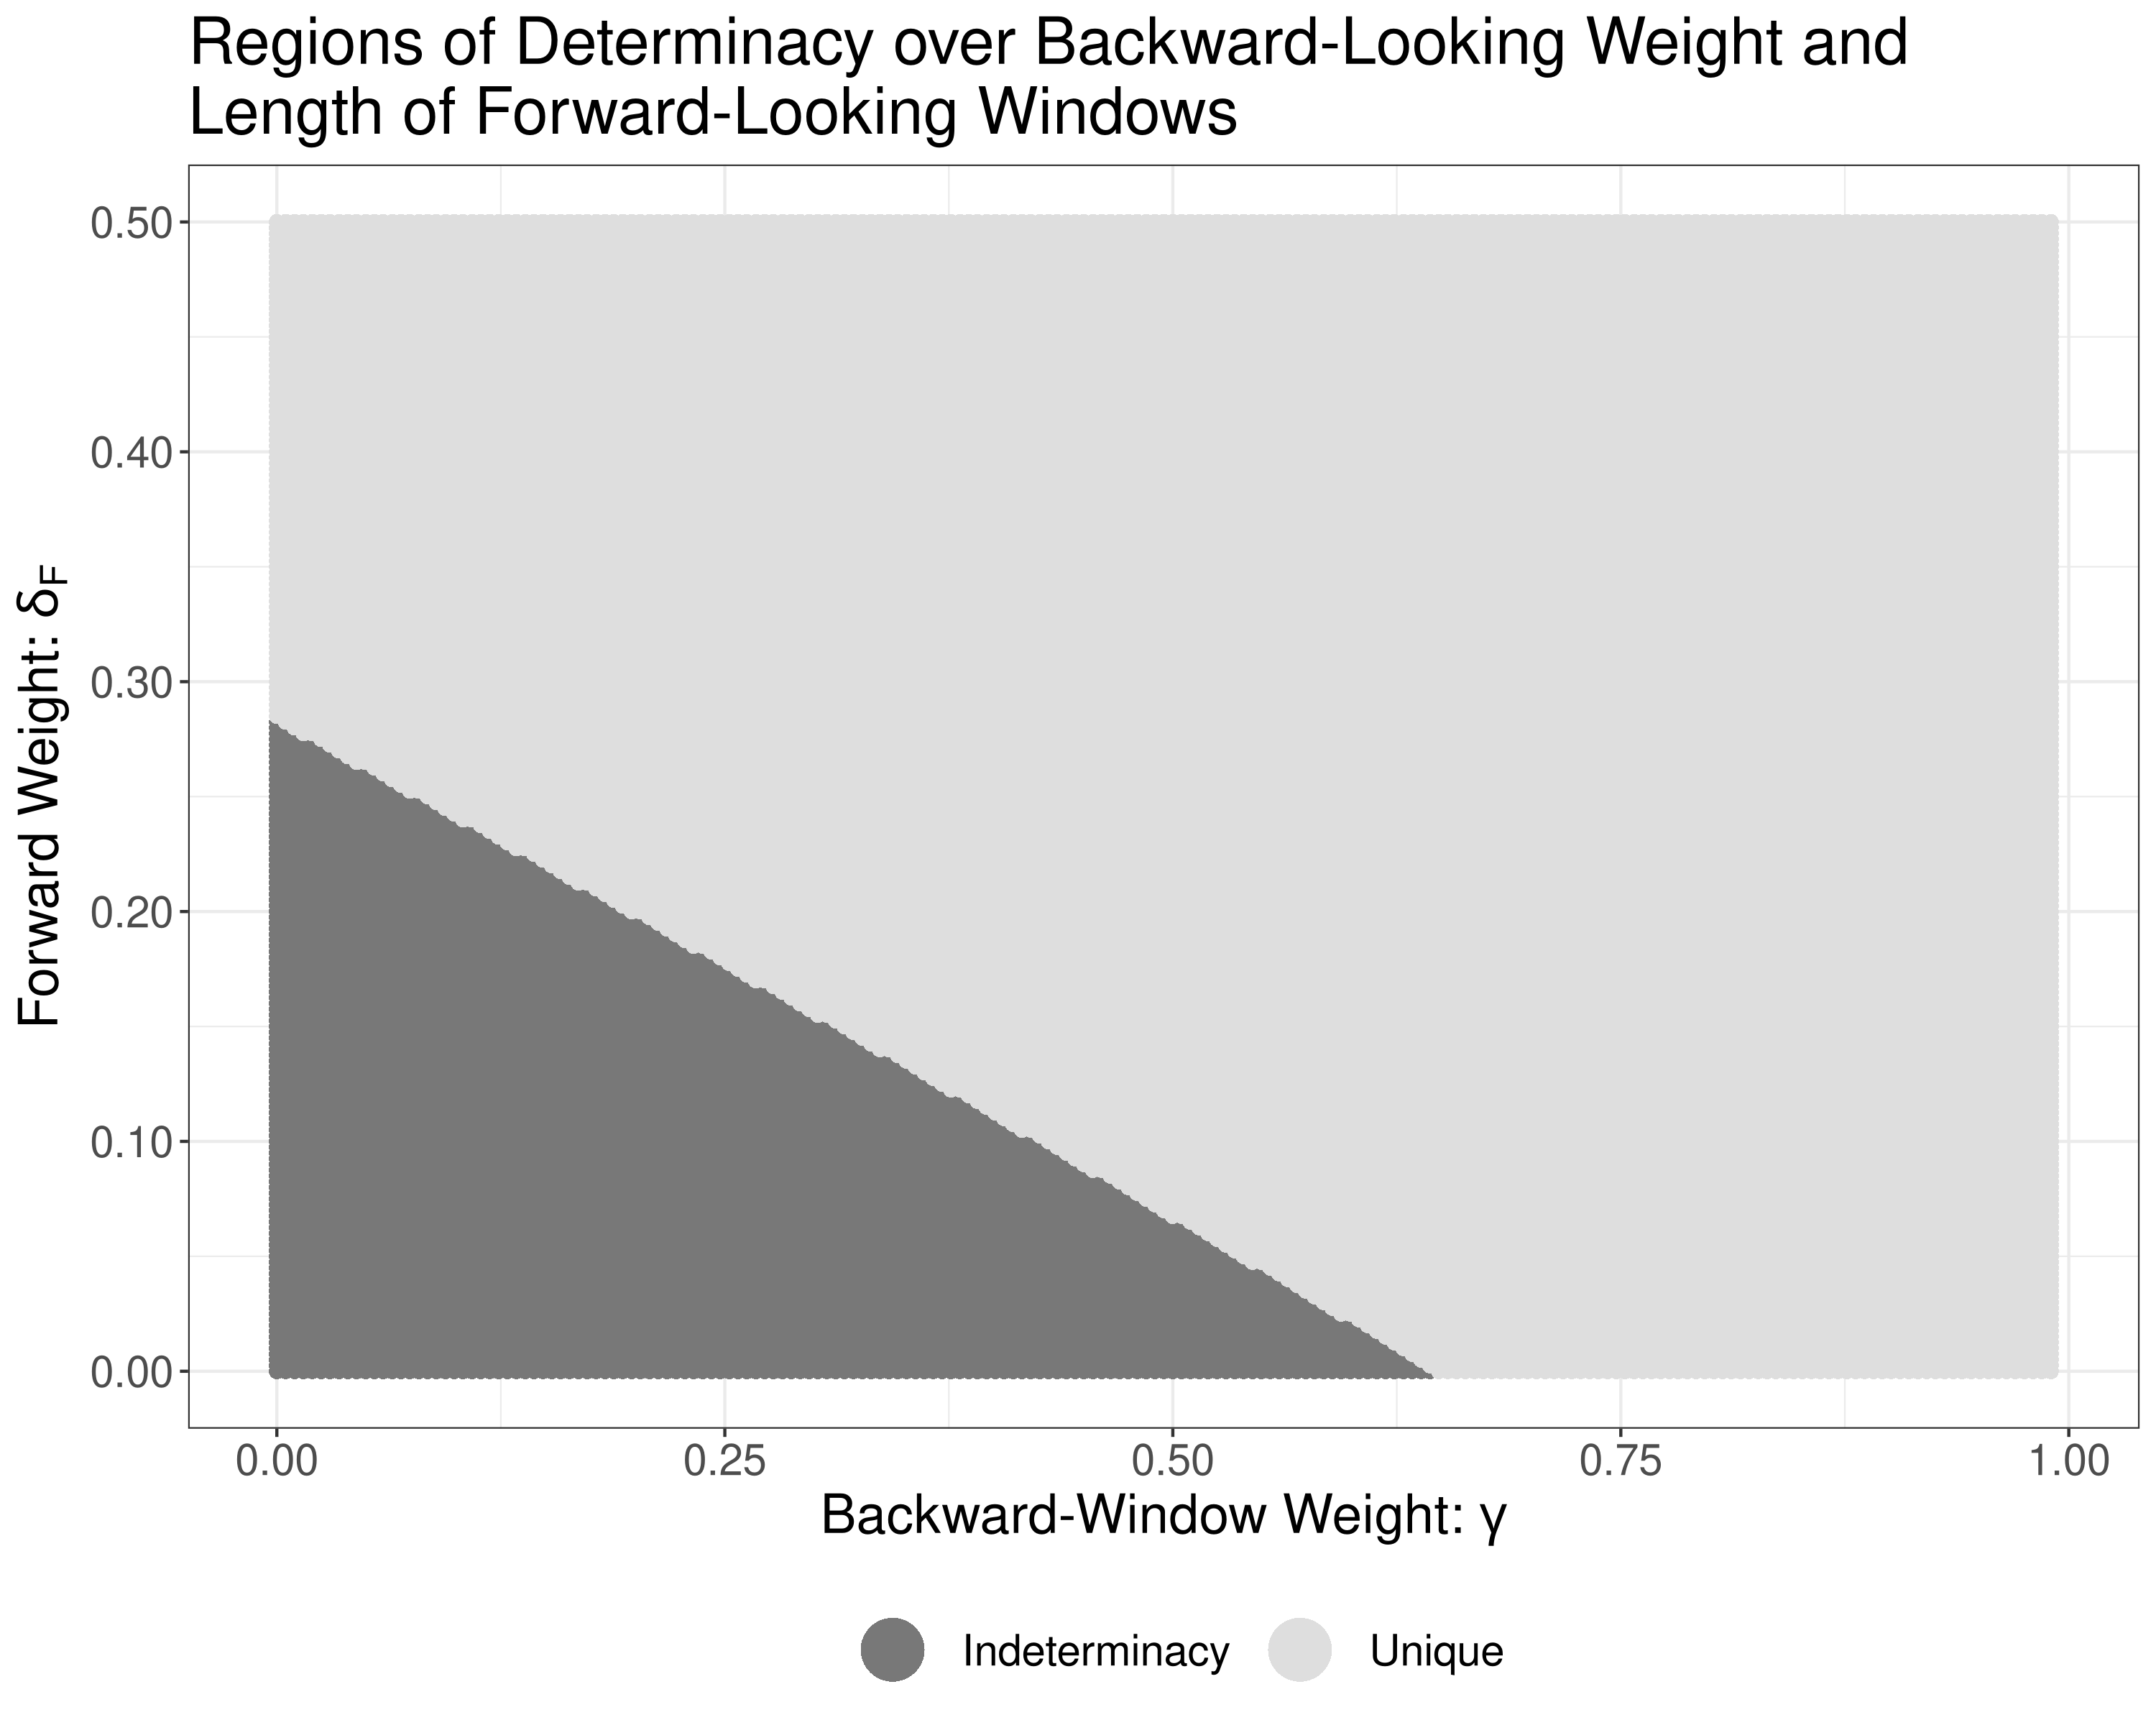 Regions of Determinacy over Backward-Looking Weight and
Length of Forward-Looking Windows
Forward Weight: δF
0.50
0.40
0.30
0.20
0.10
0.00
0.00 0.25 0.50 0.75 1.00
Backward-Window Weight: γ
Indeterminacy Unique